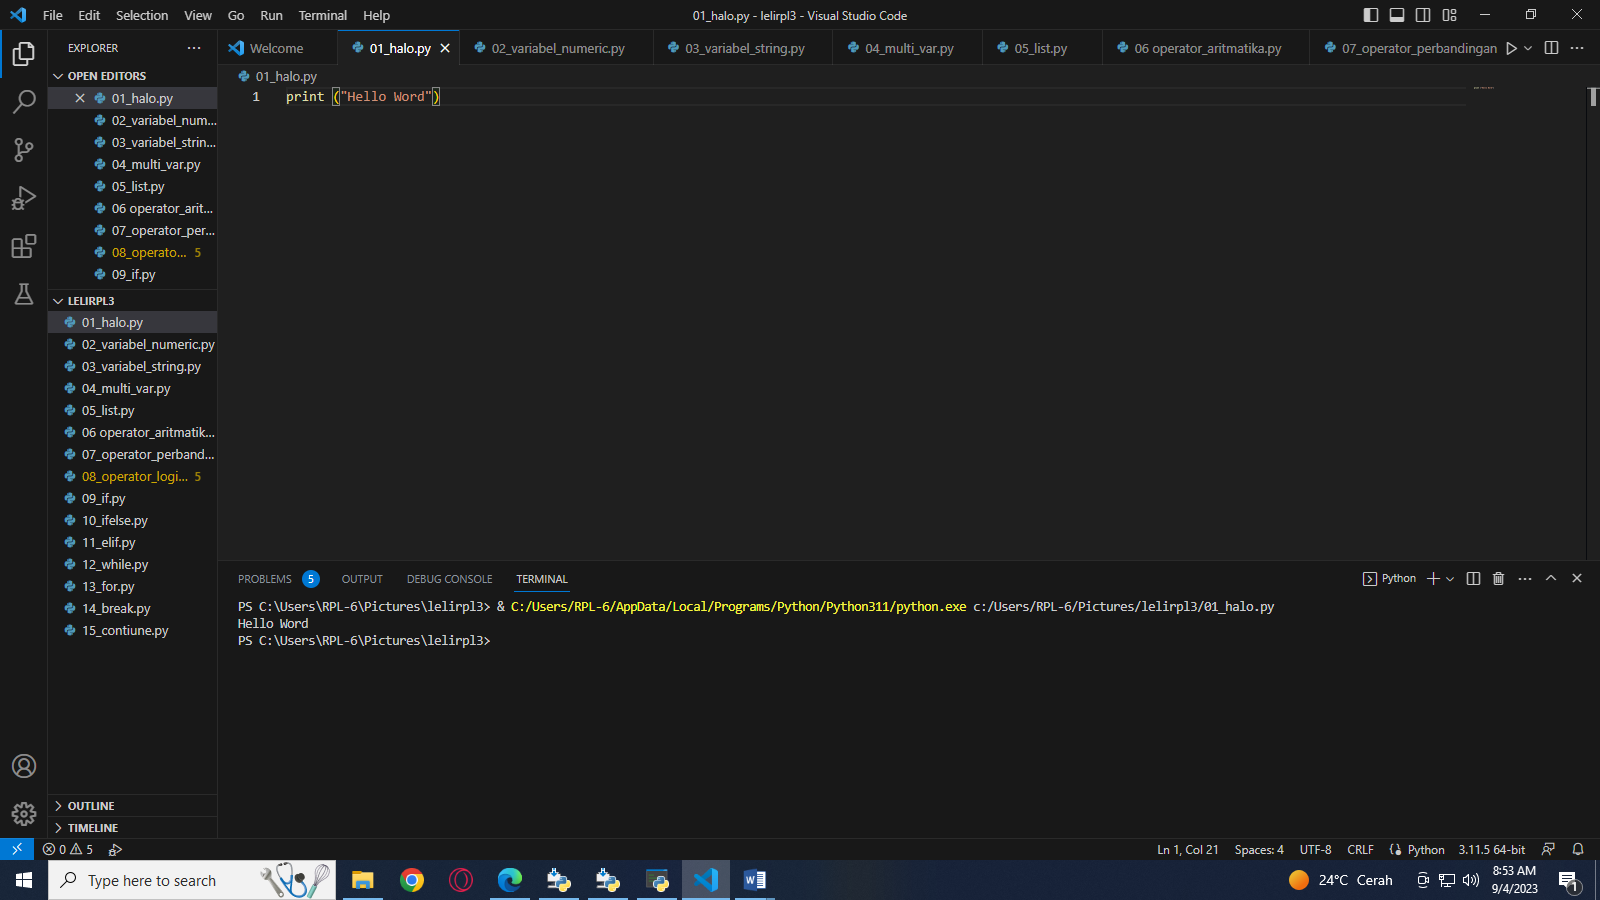 File Edit Selection View Go Run Terminal Help
01_halo.py - lelirpl3 - Visual Studio Code
EXPLORER
OPEN EDITORS
01_halo.py
02_variabel_num...
03_variabel_strin...
04_multi_var.py
05_list.py
06 operator_arit...
07_operator_per...
08_operato... 5
09_if.py
LELIRPL3
01_halo.py
02_variabel_numeric.py
03_variabel_string.py
04_multi_var.py
05_list.py
06 operator_aritmatik...
07_operator_perband...
08_operator_logi... 5
09_if.py
10_ifelse.py
11_elif.py
12_while.py
13_for.py
14_break.py
15_contiune.py
OUTLINE
TIMELINE
Welcome 01_halo.py 02_variabel_numeric.py 03_variabel_string.py 04_multi_var.py 05_list.py 06 operator_aritmatika.py 07_operator_perbandingan
01_halo.py
1 print ("Hello Word")
PROBLEMS 5 OUTPUT DEBUG CONSOLE TERMINAL Python
PS C:\Users\RPL-6\Pictures\lelirpl3> & C:/Users/RPL-6/AppData/Local/Programs/Python/Python311/python.exe c:/Users/RPL-6/Pictures/lelirpl3/01_halo.py
Hello Word
PS C:\Users\RPL-6\Pictures\lelirpl3>
0 5 Ln 1, Col 21 Spaces: 4 UTF-8 CRLF Python 3.11.5 64-bit
Type here to search 24°C Cerah 8:53 AM
9/4/2023 1